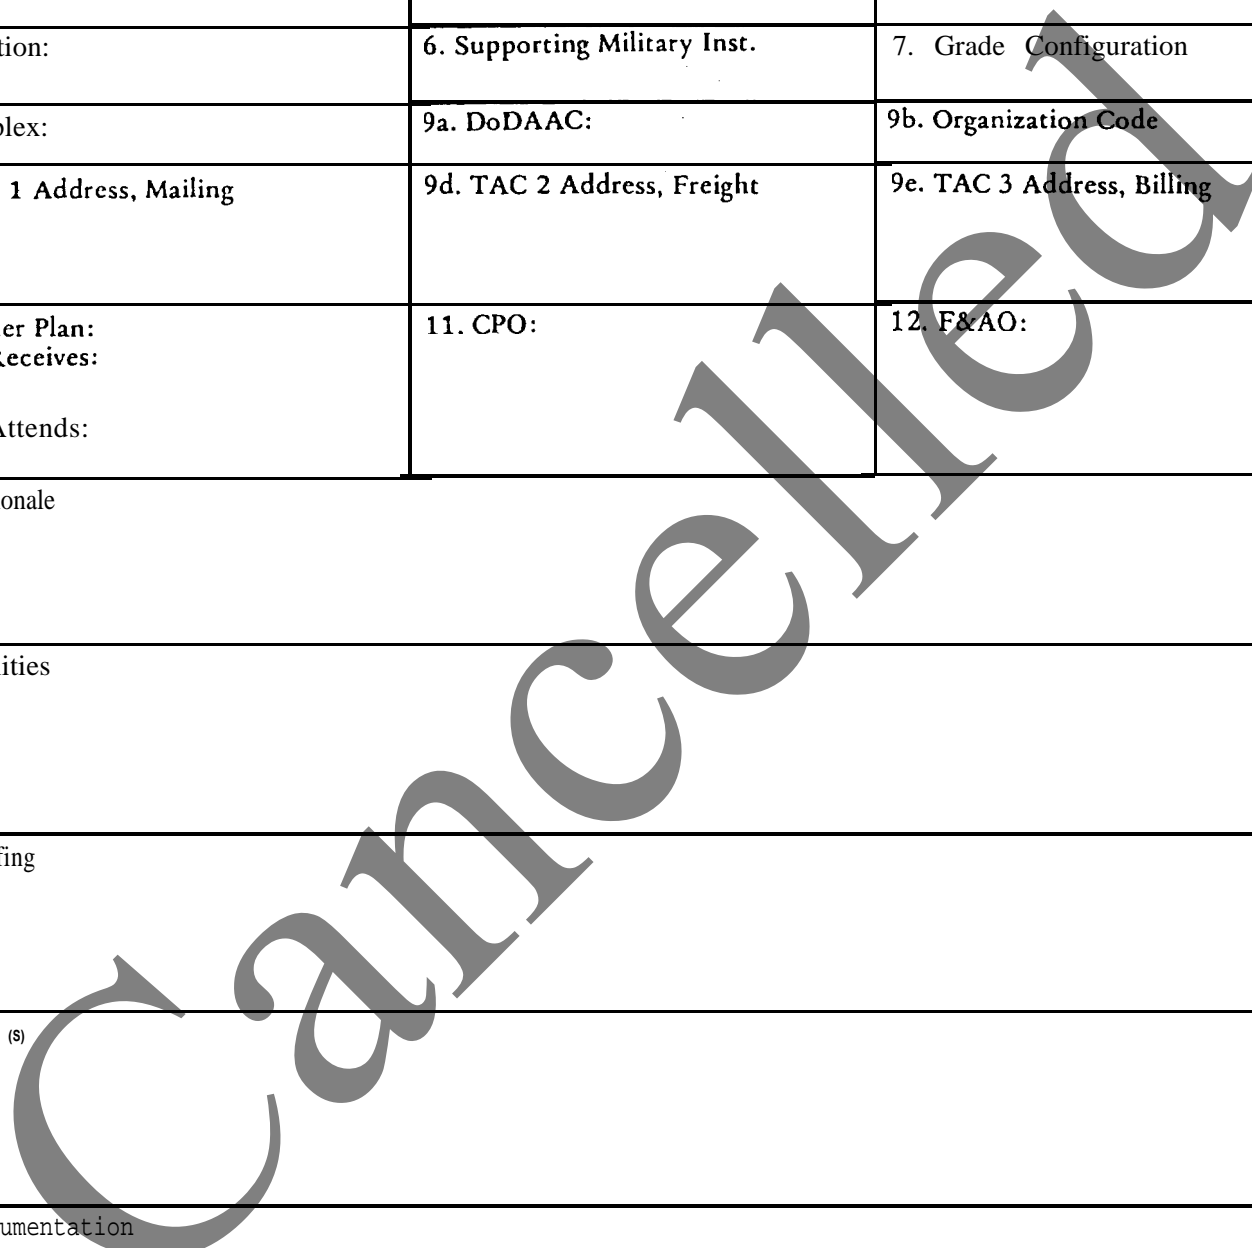 tion:
6. Supporting Military Inst.
7. Grade Configuration
plex:
9a. DoDAAC:
9b. Organization Code
1 Address, Mailing
9d. TAC 2 Address, Freight
9e. TAC 3 Address, Billing
er Plan:
Receives:
Attends:
11. CPO:
12. F&AO:
onale
lities
fing
(S)
umentation
Cancelled